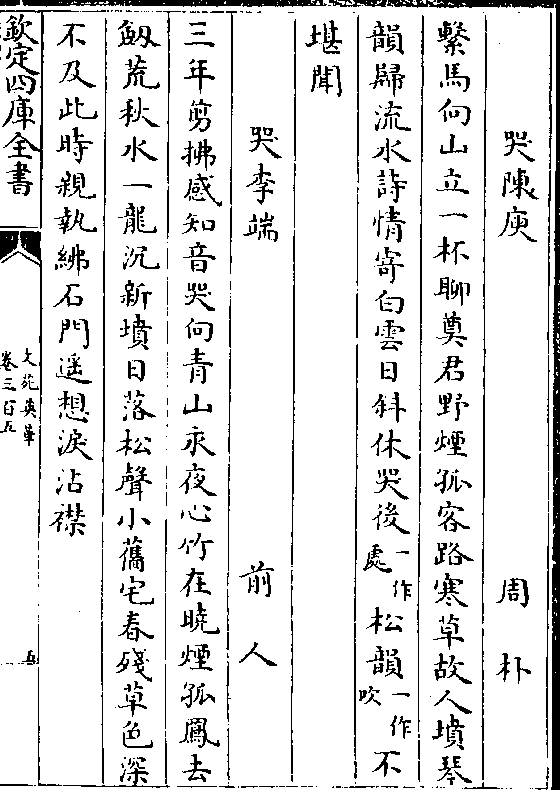 哭陳庾　周朴
繫馬向山立一杯聊奠君野煙孤客路寒草故人墳琴
韻歸流水詩情寄白雲日斜休哭後一作處松韻一作吹不
堪聞
哭李端　前人
三年剪拂感知音哭向青山永夜心竹在曉煙孤鳳去
劔荒秋水一龍沉新墳日落松聲小舊宅春殘草色深
不及此時親執紼石門遥想淚沾襟
欽定四庫全書
文苑英華
卷三百五
五